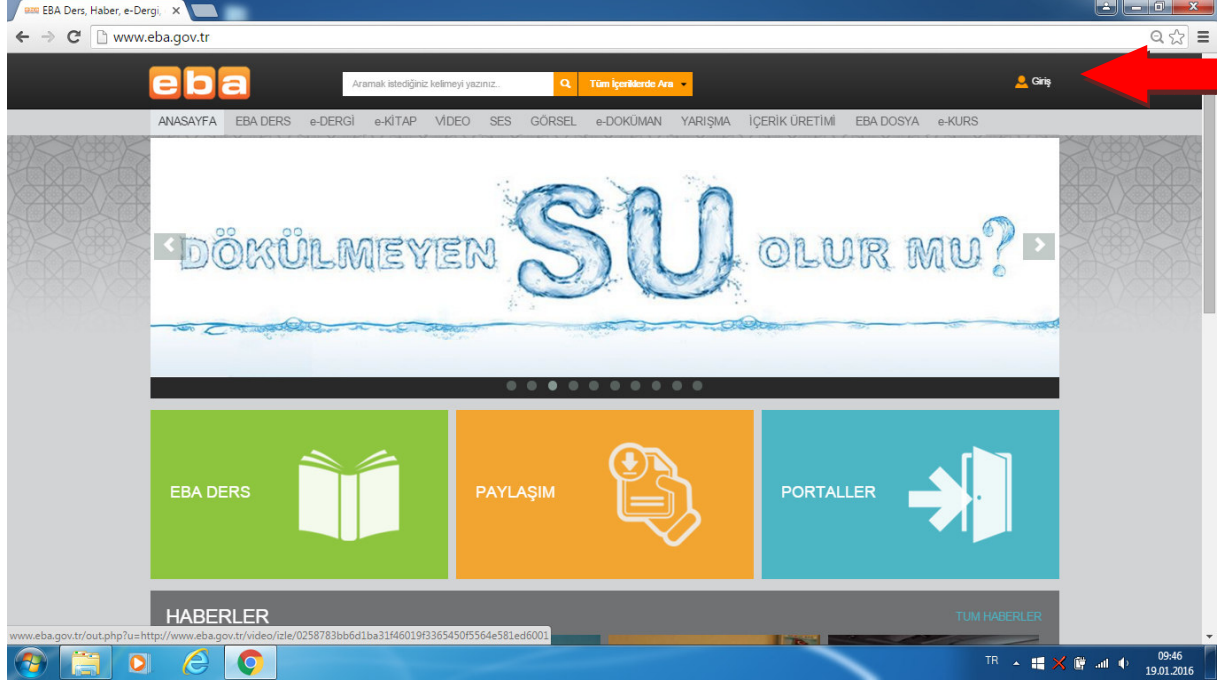 EBA Ders, Haber, e-Dergi,
www.eba.gov.tr
eba
Aramak istediğiniz kelimeyi yazınız..
Tüm İçeriklerde Ara
Giriş
ANASAYFA EBA DERS e-DERGİ e-KİTAP VİDEO SES GÖRSEL e-DOKÜMAN YARIŞMA İÇERİK ÜRETİMİ EBA DOSYA e-KURS
DÖKÜLMEYEN SU OLUR MU?
EBA DERS
PAYLAŞIM
PORTALLER
HABERLER
TÜM HABERLER
www.eba.gov.tr/out.php?u=http://www.eba.gov.tr/video/izle/0258783bb6d1ba31f46019f3365450f5564e581ed6001
TR
09:46
19.01.2016